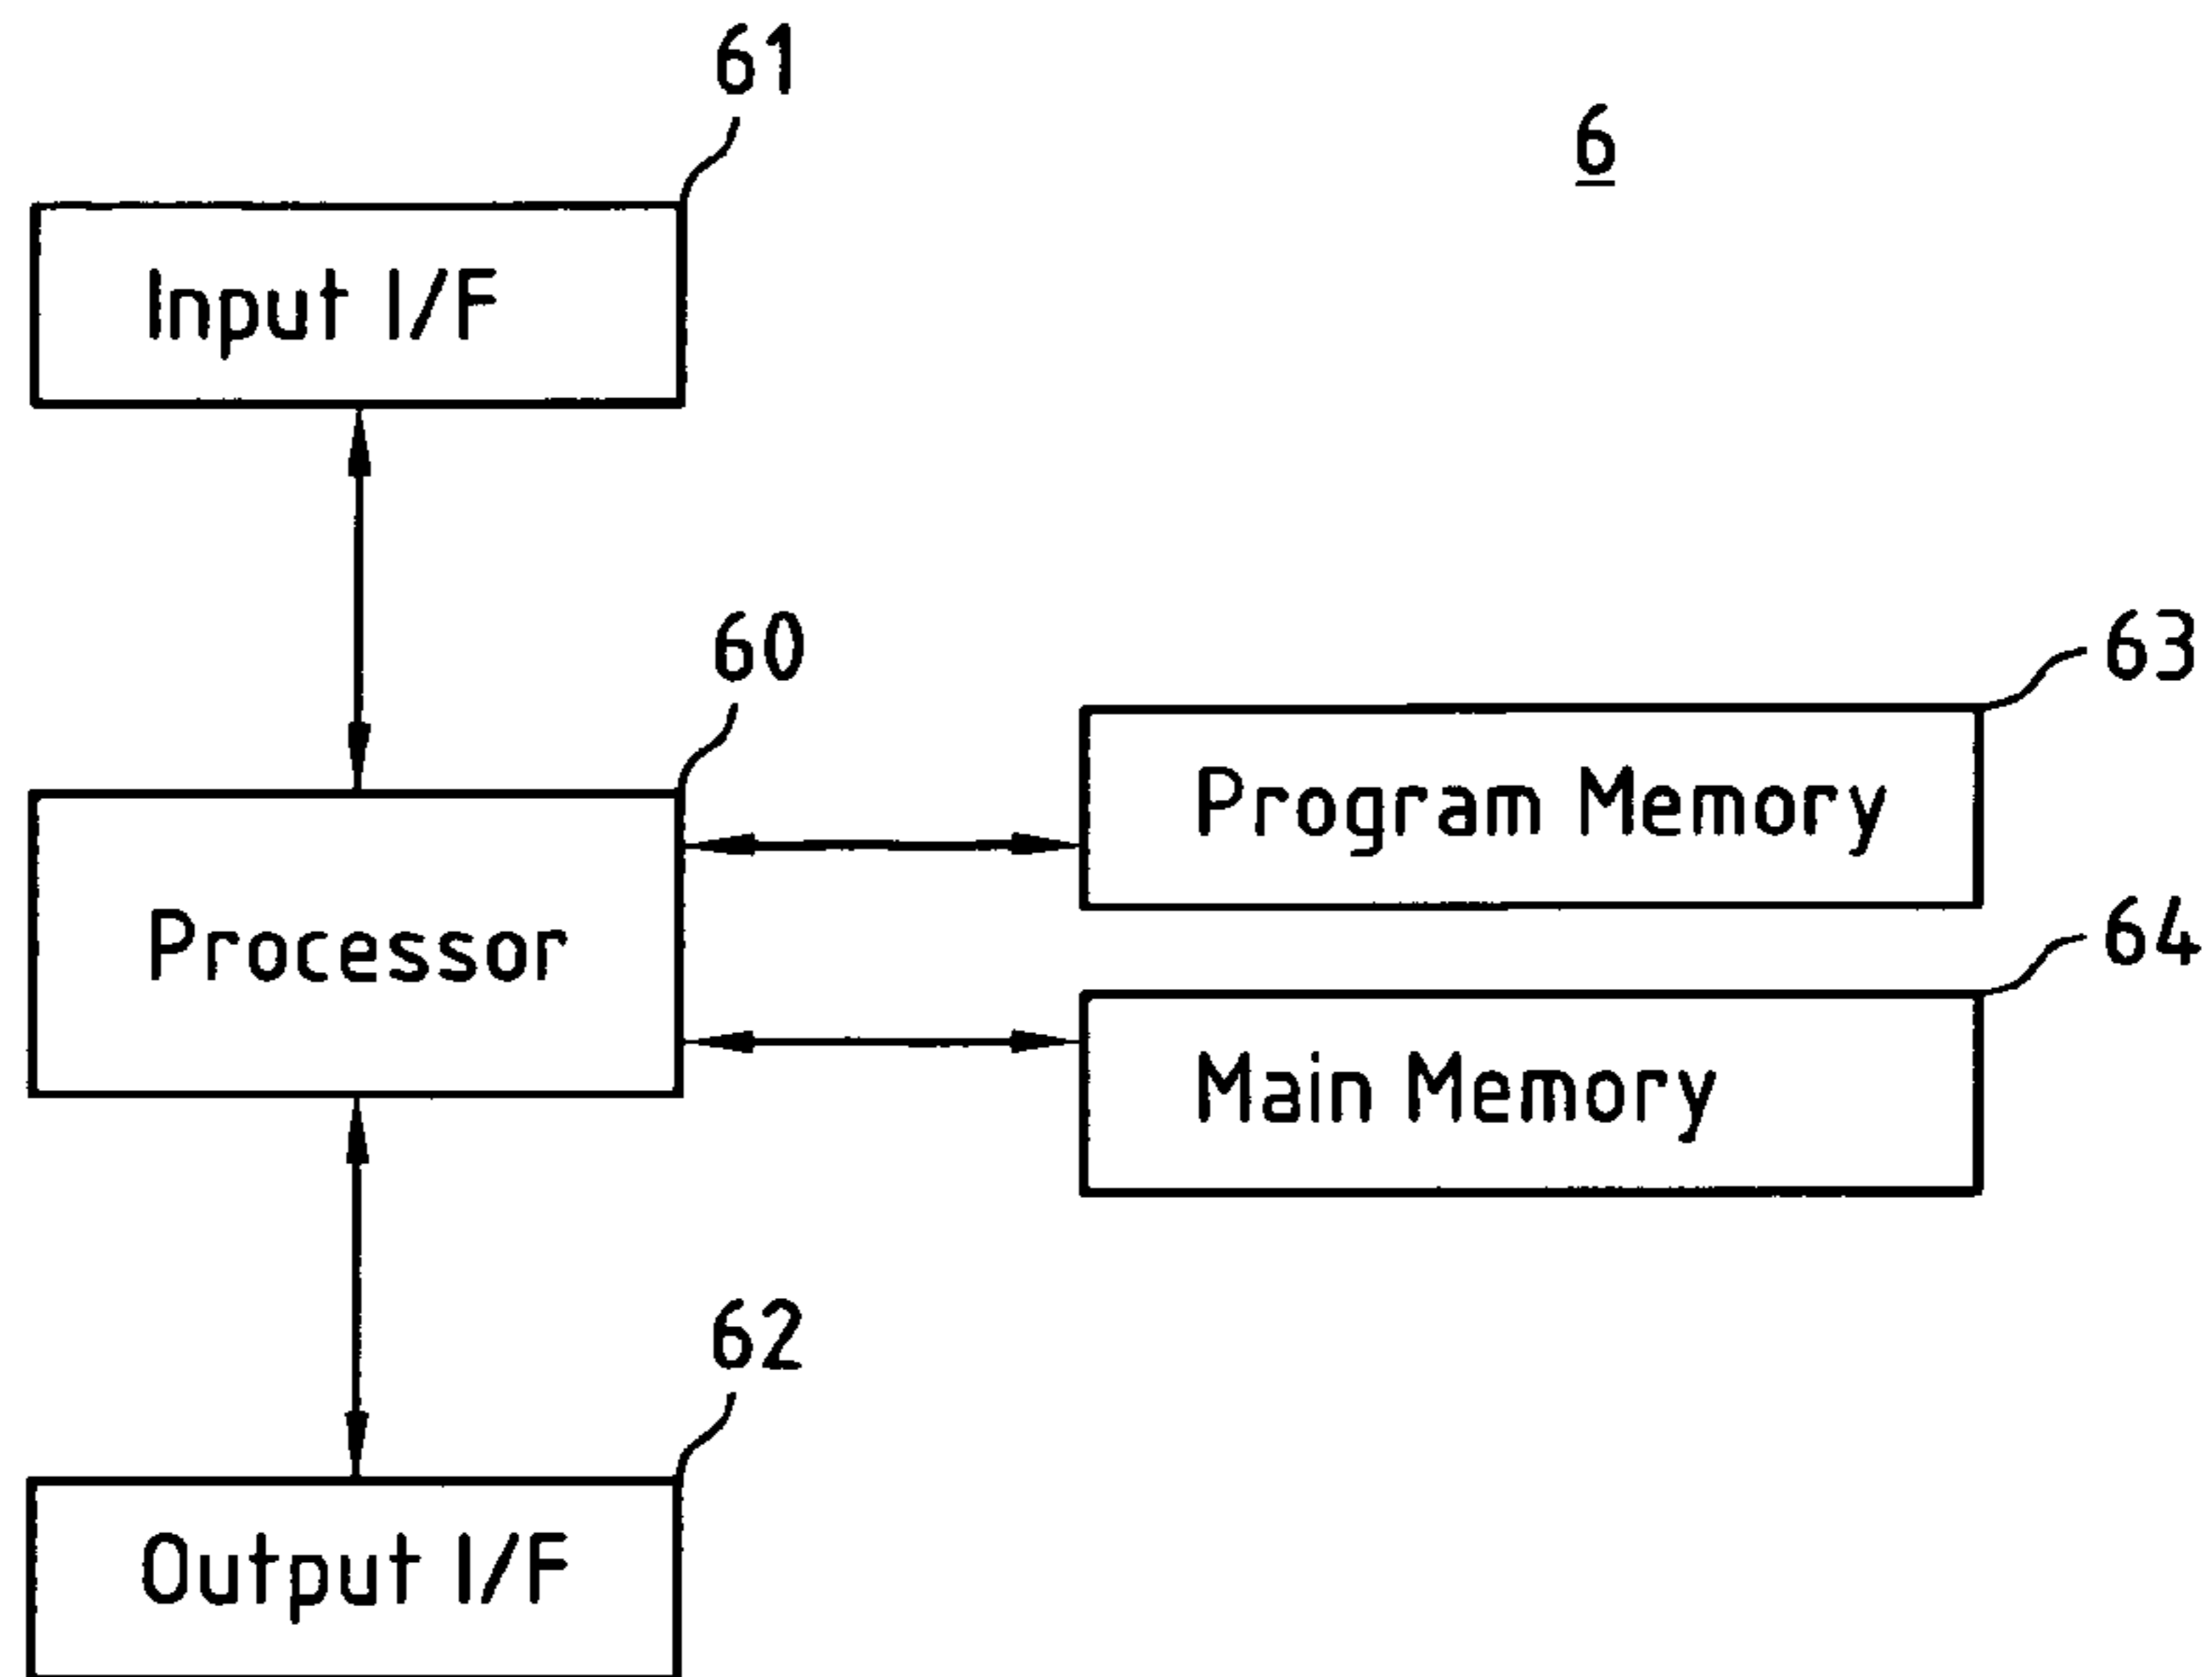 61
6
Input I/F
60
63
Program Memory
Processor
64
Main Memory
62
Output I/F